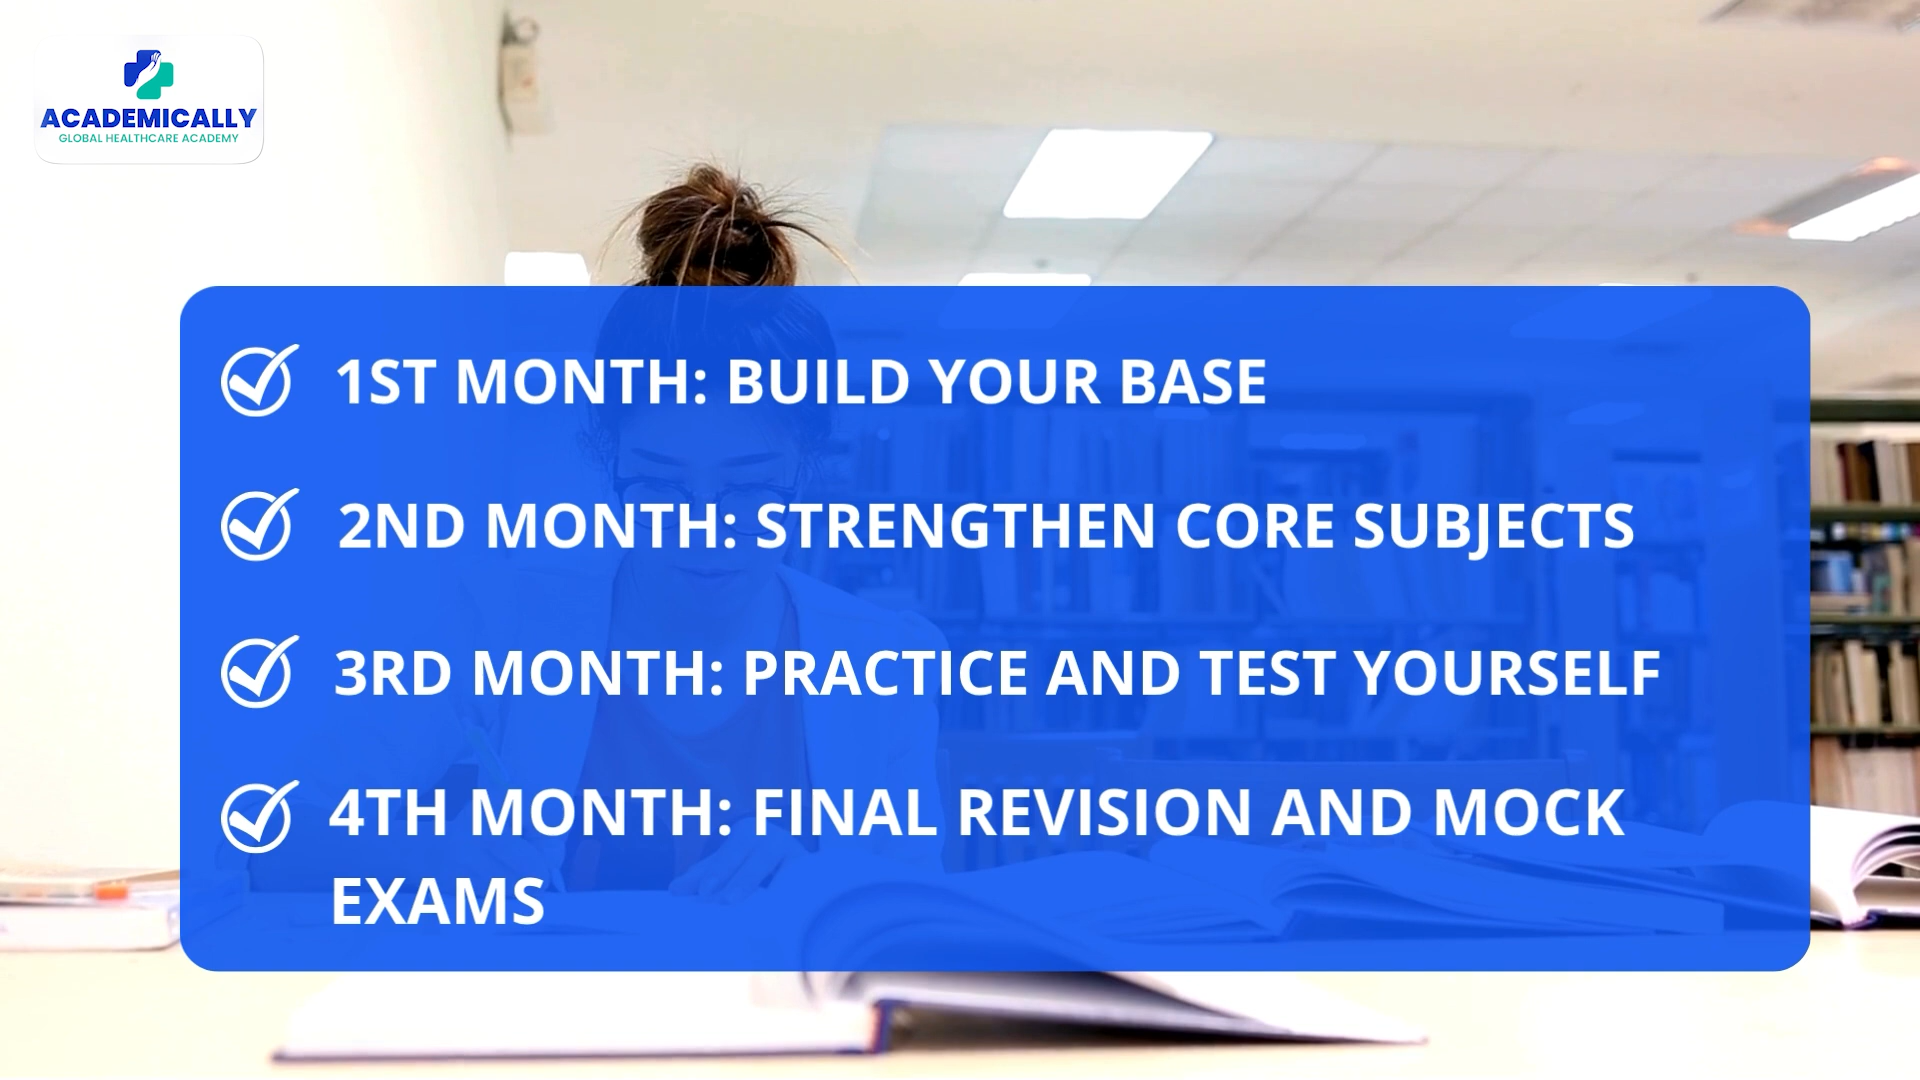 ACADEMICALLY
GLOBAL HEALTHCARE ACADEMY
1ST MONTH: BUILD YOUR BASE
2ND MONTH: STRENGTHEN CORE SUBJECTS
3RD MONTH: PRACTICE AND TEST YOURSELF
4TH MONTH: FINAL REVISION AND MOCK
EXAMS